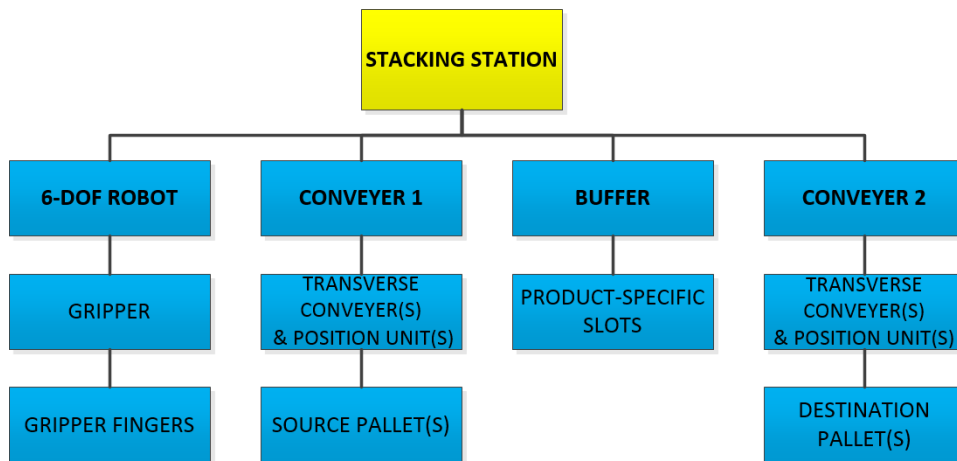 STACKING STATION
6-DOF ROBOT
CONVEYER 1
BUFFER
CONVEYER 2
GRIPPER
TRANSVERSE
CONVEYER(S)
& POSITION UNIT(S)
PRODUCT-SPECIFIC
SLOTS
TRANSVERSE
CONVEYER(S)
& POSITION UNIT(S)
GRIPPER FINGERS
SOURCE PALLET(S)
DESTINATION
PALLET(S)